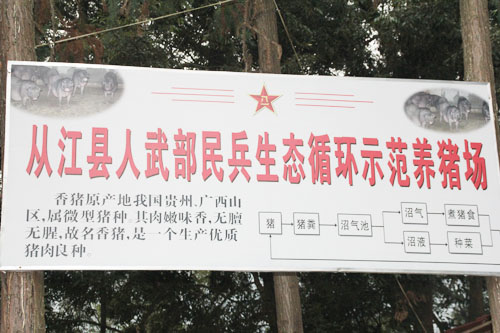 从江县人武部民兵生态循环示范养猪场
香猪原产地我国贵州、广西山
区,属微型猪种。其肉嫩味香,无膻
无腥,故名香猪,是一个生产优质
猪肉良种。
猪
猪粪
沼气池
沼气
煮猪食
沼液
种菜